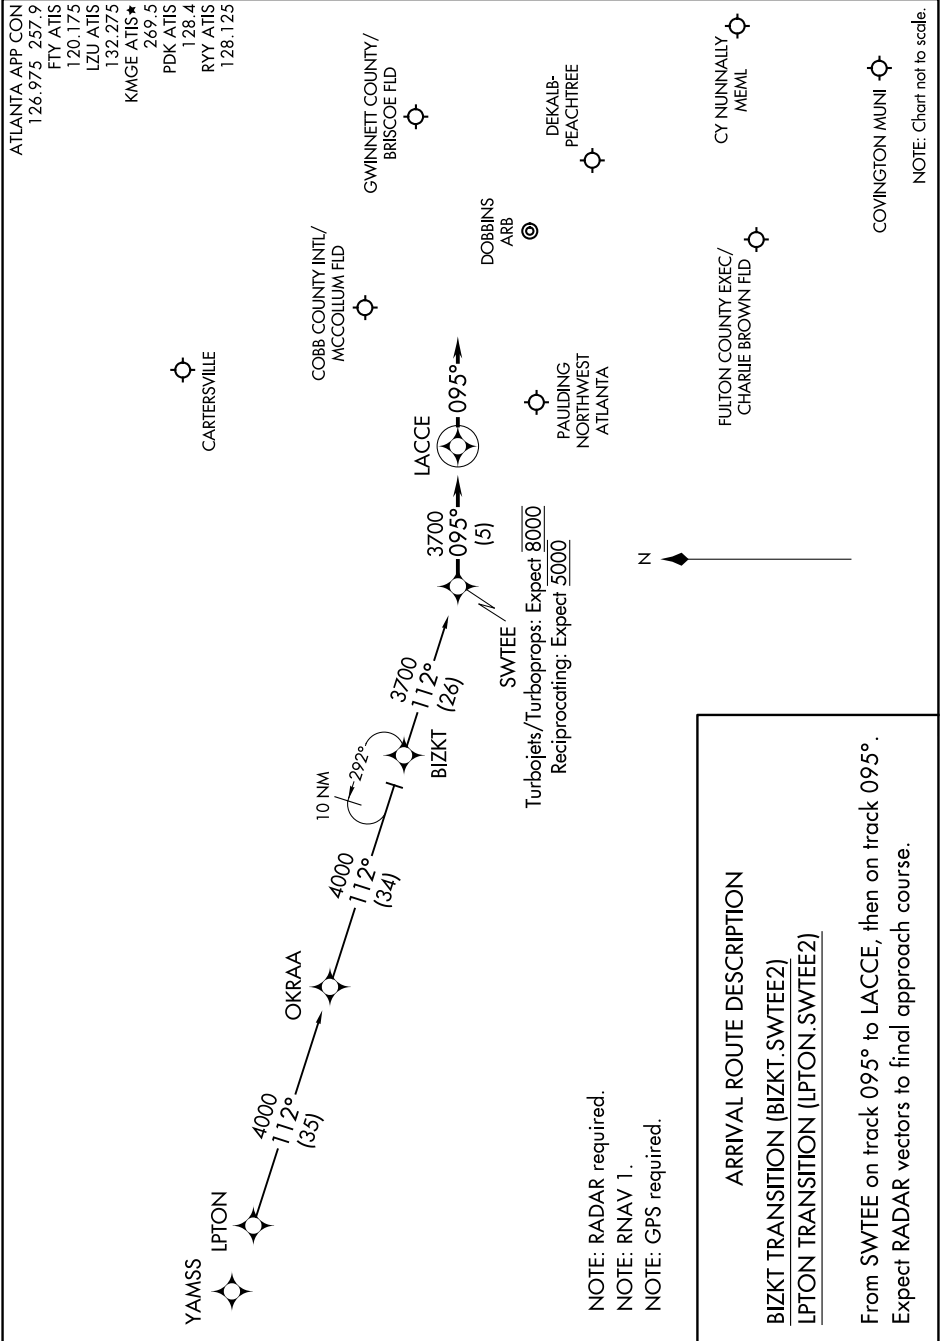 ATLANTA APP CON
126.975 257.9
FTY ATIS
120.175
LZU ATIS
132.275
KMGE ATIS★
269.5
PDK ATIS
128.4
RYY ATIS
128.125
GWINNETT COUNTY/
BRISCOE FLD
DEKALB-
PEACHTREE
CY NUNNALLY
MEML
COVINGTON MUNI
NOTE: Chart not to scale.
COBB COUNTY INTL/
MCCOLLUM FLD
DOBBINS
ARB
FULTON COUNTY EXEC/
CHARLIE BROWN FLD
CARTERSVILLE
PAULDING
NORTHWEST
ATLANTA
LACCE
095°
3700
095°
(5)
SWTEE
Turbojets/Turboprops: Expect 8000
Reciprocating: Expect 5000
N
3700
112°
(26)
BIZKT
10 NM
292°
4000
112°
(34)
OKRAA
4000
112°
(35)
LPTON
YAMSS
NOTE: RADAR required.
NOTE: RNAV 1.
NOTE: GPS required.
ARRIVAL ROUTE DESCRIPTION
BIZKT TRANSITION (BIZKT.SWTEE2)
LPTON TRANSITION (LPTON.SWTEE2)
From SWTEE on track 095° to LACCE, then on track 095°.
Expect RADAR vectors to final approach course.